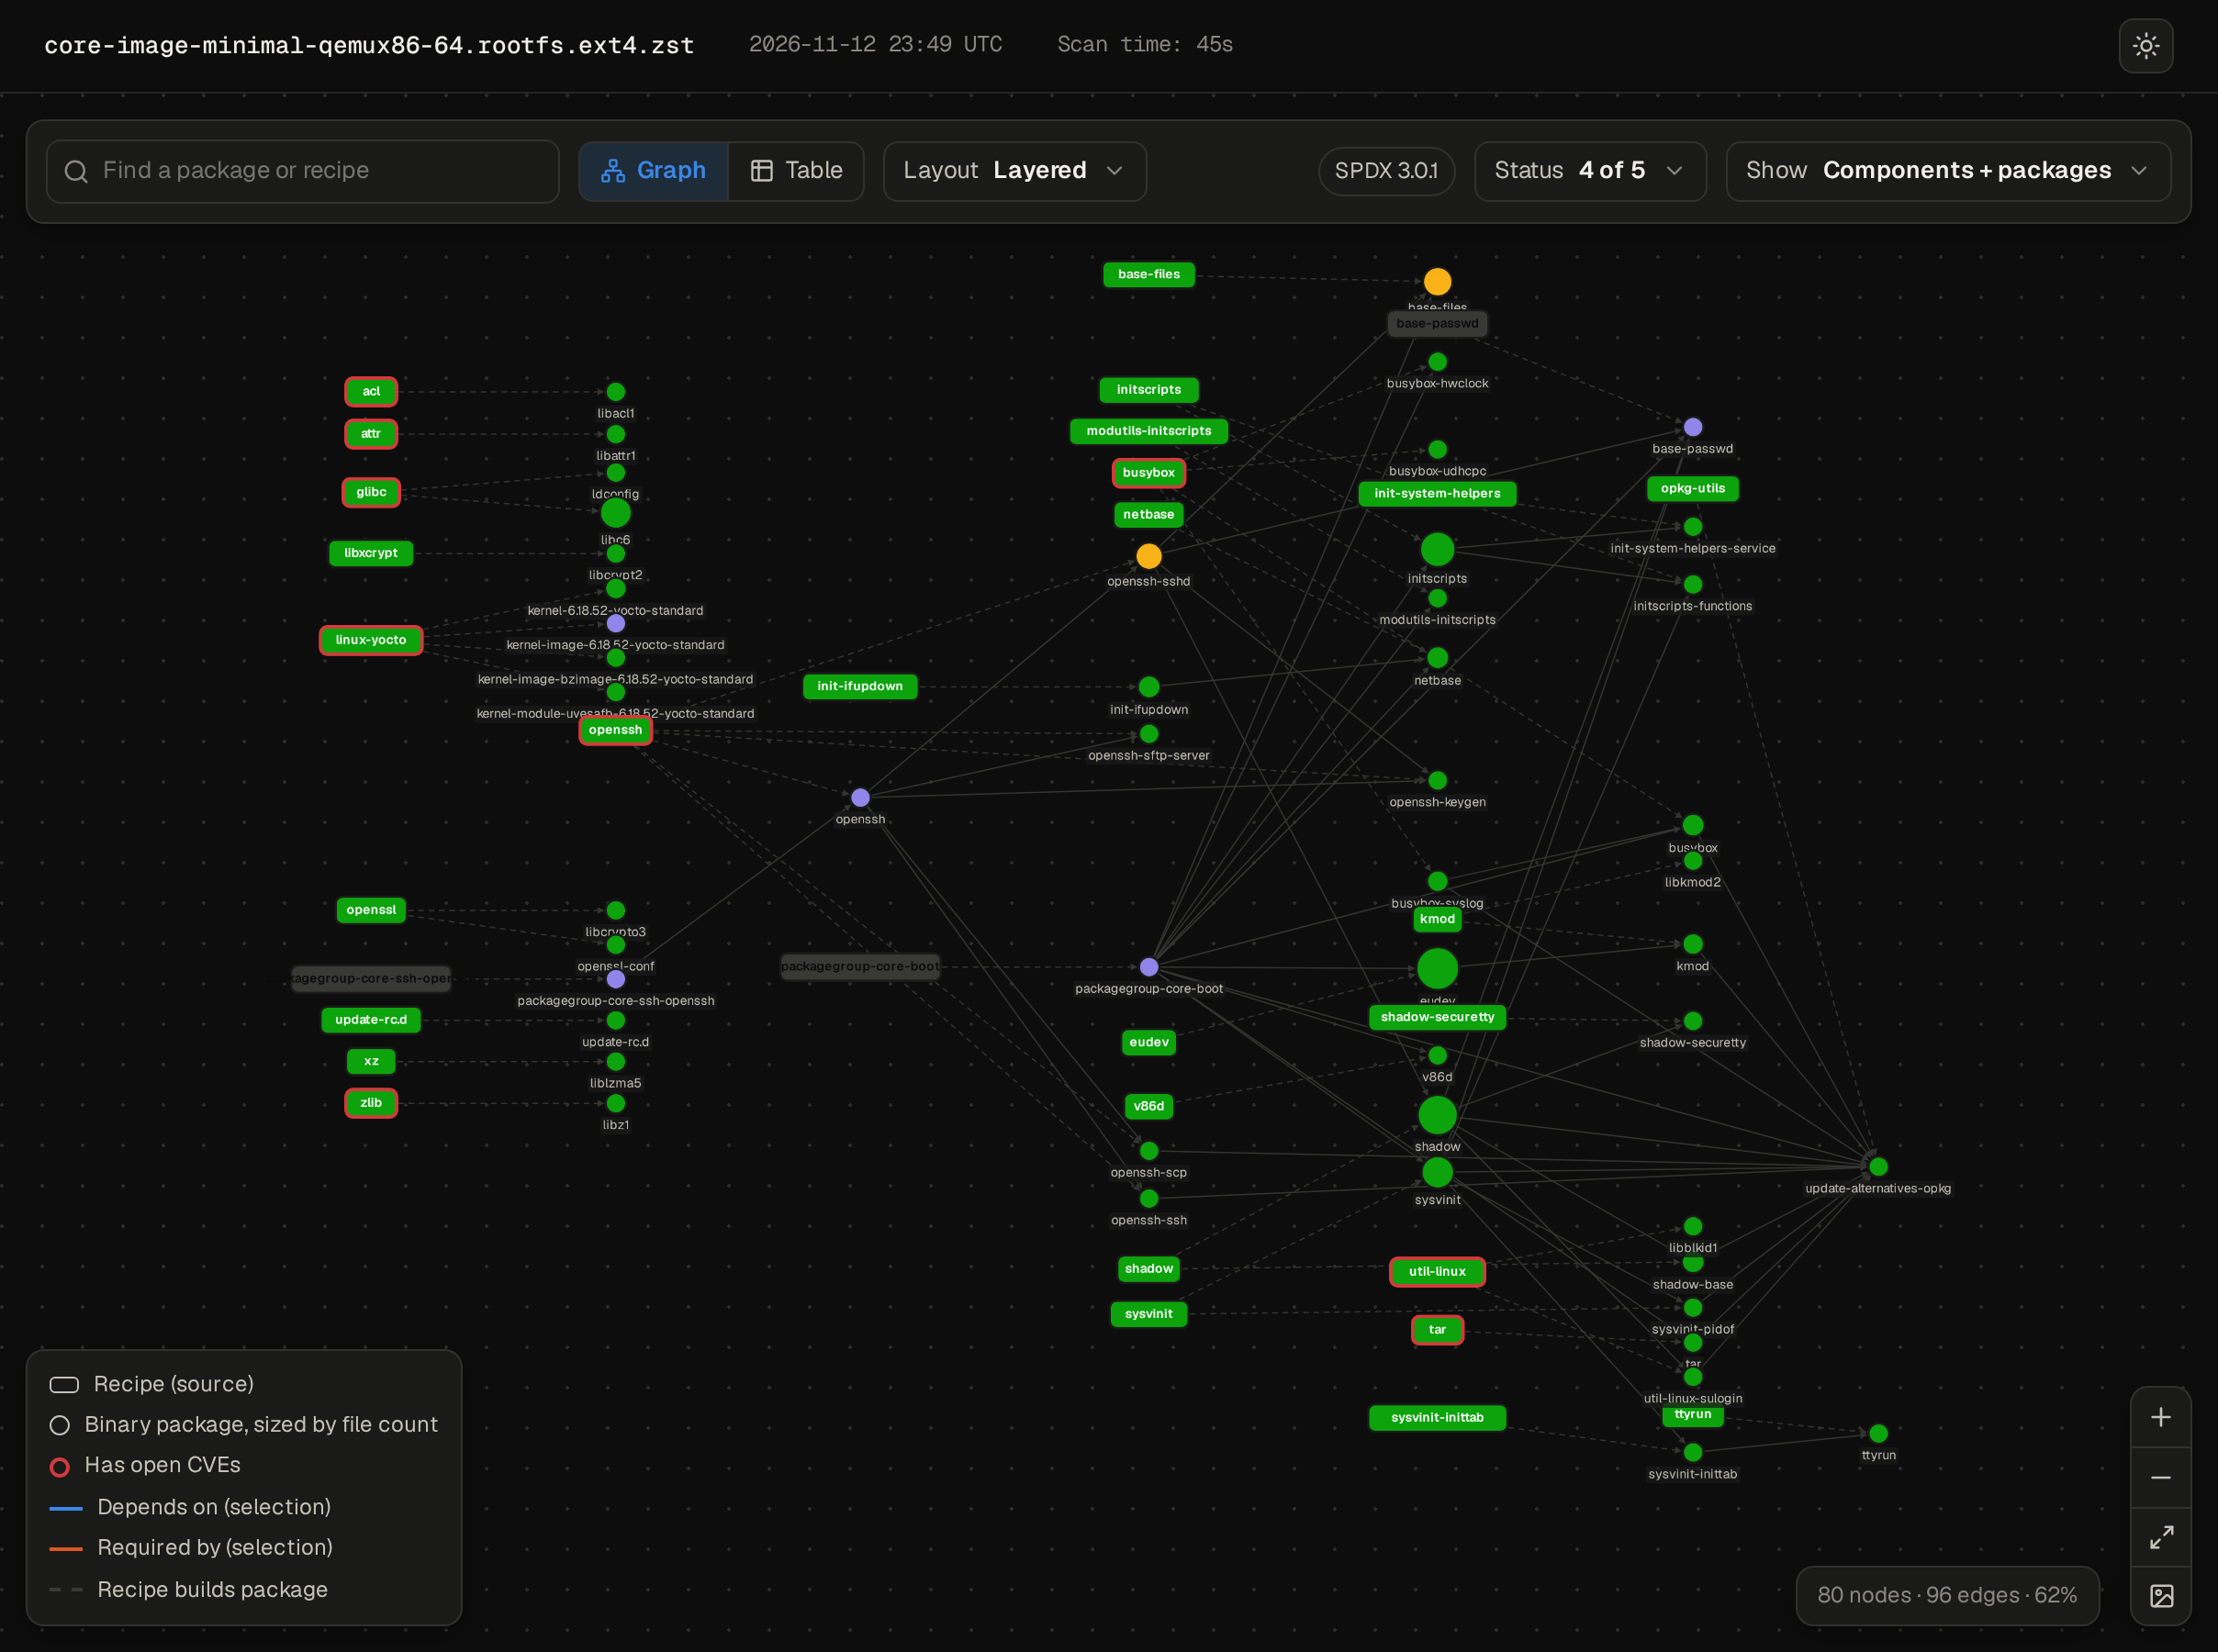 core-image-minimal-qemux86-64.rootfs.ext4.zst 2026-11-12 23:49 UTC Scan time: 45s
Find a package or recipe Graph Table Layout Layered SPDX 3.0.1 Status 4 of 5 Show Components + packages
base-files
base-files
base-passwd
busybox-hwclock
acl
libacl1
initscripts
attr
modutils-initscripts
base-passwd
libattr1
busybox
busybox-udhcpc
glibc
ldconfig
init-system-helpers
opkg-utils
netbase
libc6
libxcrypt
libcrypt2
openssh-sshd
initscripts
init-system-helpers-service
kernel-6.18.52-yocto-standard
modutils-initscripts
initscripts-functions
linux-yocto
kernel-image-6.18.52-yocto-standard
kernel-image-bzimage-6.18.52-yocto-standard
init-ifupdown
init-ifupdown
netbase
kernel-module-uvesafb-6.18.52-yocto-standard
openssh
openssh-sftp-server
openssh
openssh-keygen
busybox
libkmod2
busybox-syslog
openssl
libcrypto3
kmod
openssl-conf
kmod
packagegroup-core-boot
packagegroup-core-boot
packagegroup-core-ssh-openssh
eudev
update-rc.d
update-rc.d
shadow-securetty
shadow-securetty
eudev
xz
liblzma5
v86d
zlib
libz1
v86d
shadow
openssh-scp
sysvinit
update-alternatives-opkg
openssh-ssh
libblkid1
shadow
util-linux
shadow-base
sysvinit
sysvinit-pidof
tar
tar
util-linux-sulogin
sysvinit-inittab
ttyrun
ttyrun
sysvinit-inittab
Recipe (source)
Binary package, sized by file count
Has open CVEs
Depends on (selection)
Required by (selection)
Recipe builds package
80 nodes · 96 edges · 62%